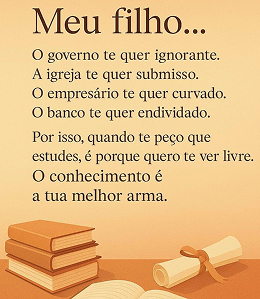 Meu filho...
O governo te quer ignorante.
A igreja te quer submisso.
O empresário te quer curvado.
O banco te quer endividado.
Por isso, quando te peço que
estudes, é porque quero te ver livre.
O conhecimento é
a tua melhor arma.